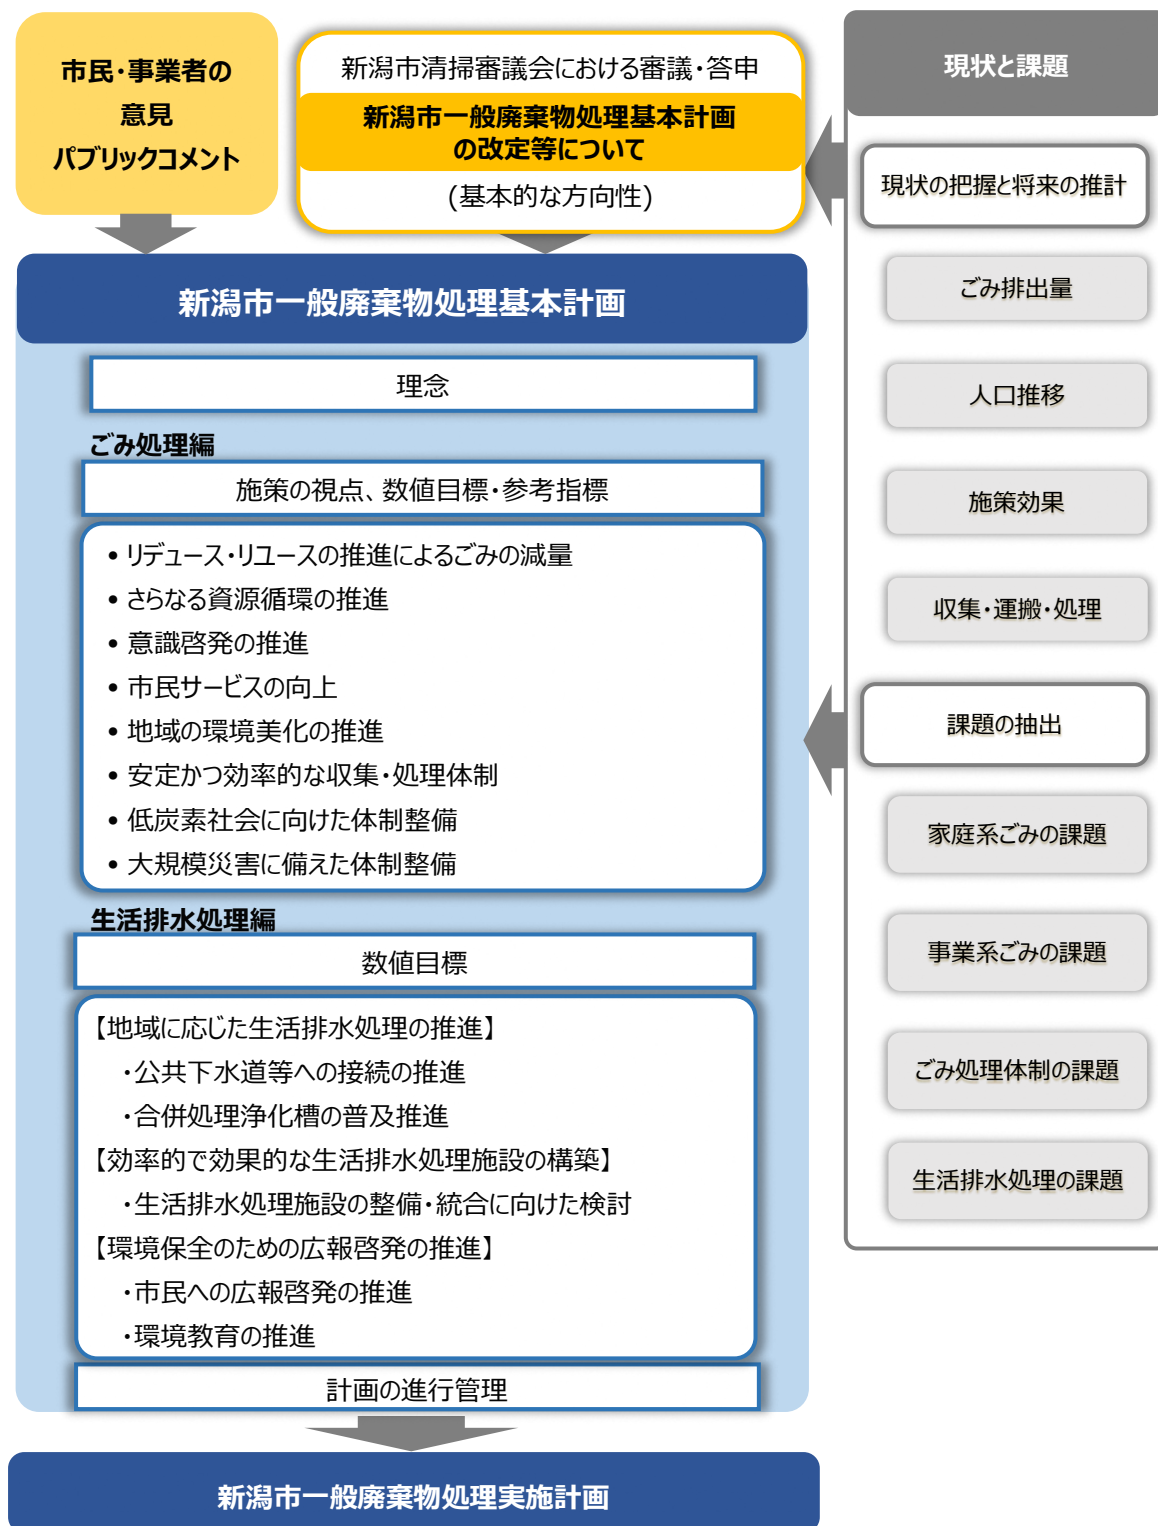 市民・事業者の
意見
パブリックコメント
新潟市清掃審議会における審議・答申
新潟市一般廃棄物処理基本計画
の改定等について
(基本的な方向性)
新潟市一般廃棄物処理基本計画
理念
ごみ処理編
施策の視点、数値目標・参考指標
• リデュース・リユースの推進によるごみの減量
• さらなる資源循環の推進
• 意識啓発の推進
• 市民サービスの向上
• 地域の環境美化の推進
• 安定かつ効率的な収集・処理体制
• 低炭素社会に向けた体制整備
• 大規模災害に備えた体制整備
生活排水処理編
数値目標
【地域に応じた生活排水処理の推進】
・公共下水道等への接続の推進
・合併処理浄化槽の普及推進
【効率的で効果的な生活排水処理施設の構築】
・生活排水処理施設の整備・統合に向けた検討
【環境保全のための広報啓発の推進】
・市民への広報啓発の推進
・環境教育の推進
計画の進行管理
新潟市一般廃棄物処理実施計画
現状と課題
現状の把握と将来の推計
ごみ排出量
人口推移
施策効果
収集・運搬・処理
課題の抽出
家庭系ごみの課題
事業系ごみの課題
ごみ処理体制の課題
生活排水処理の課題